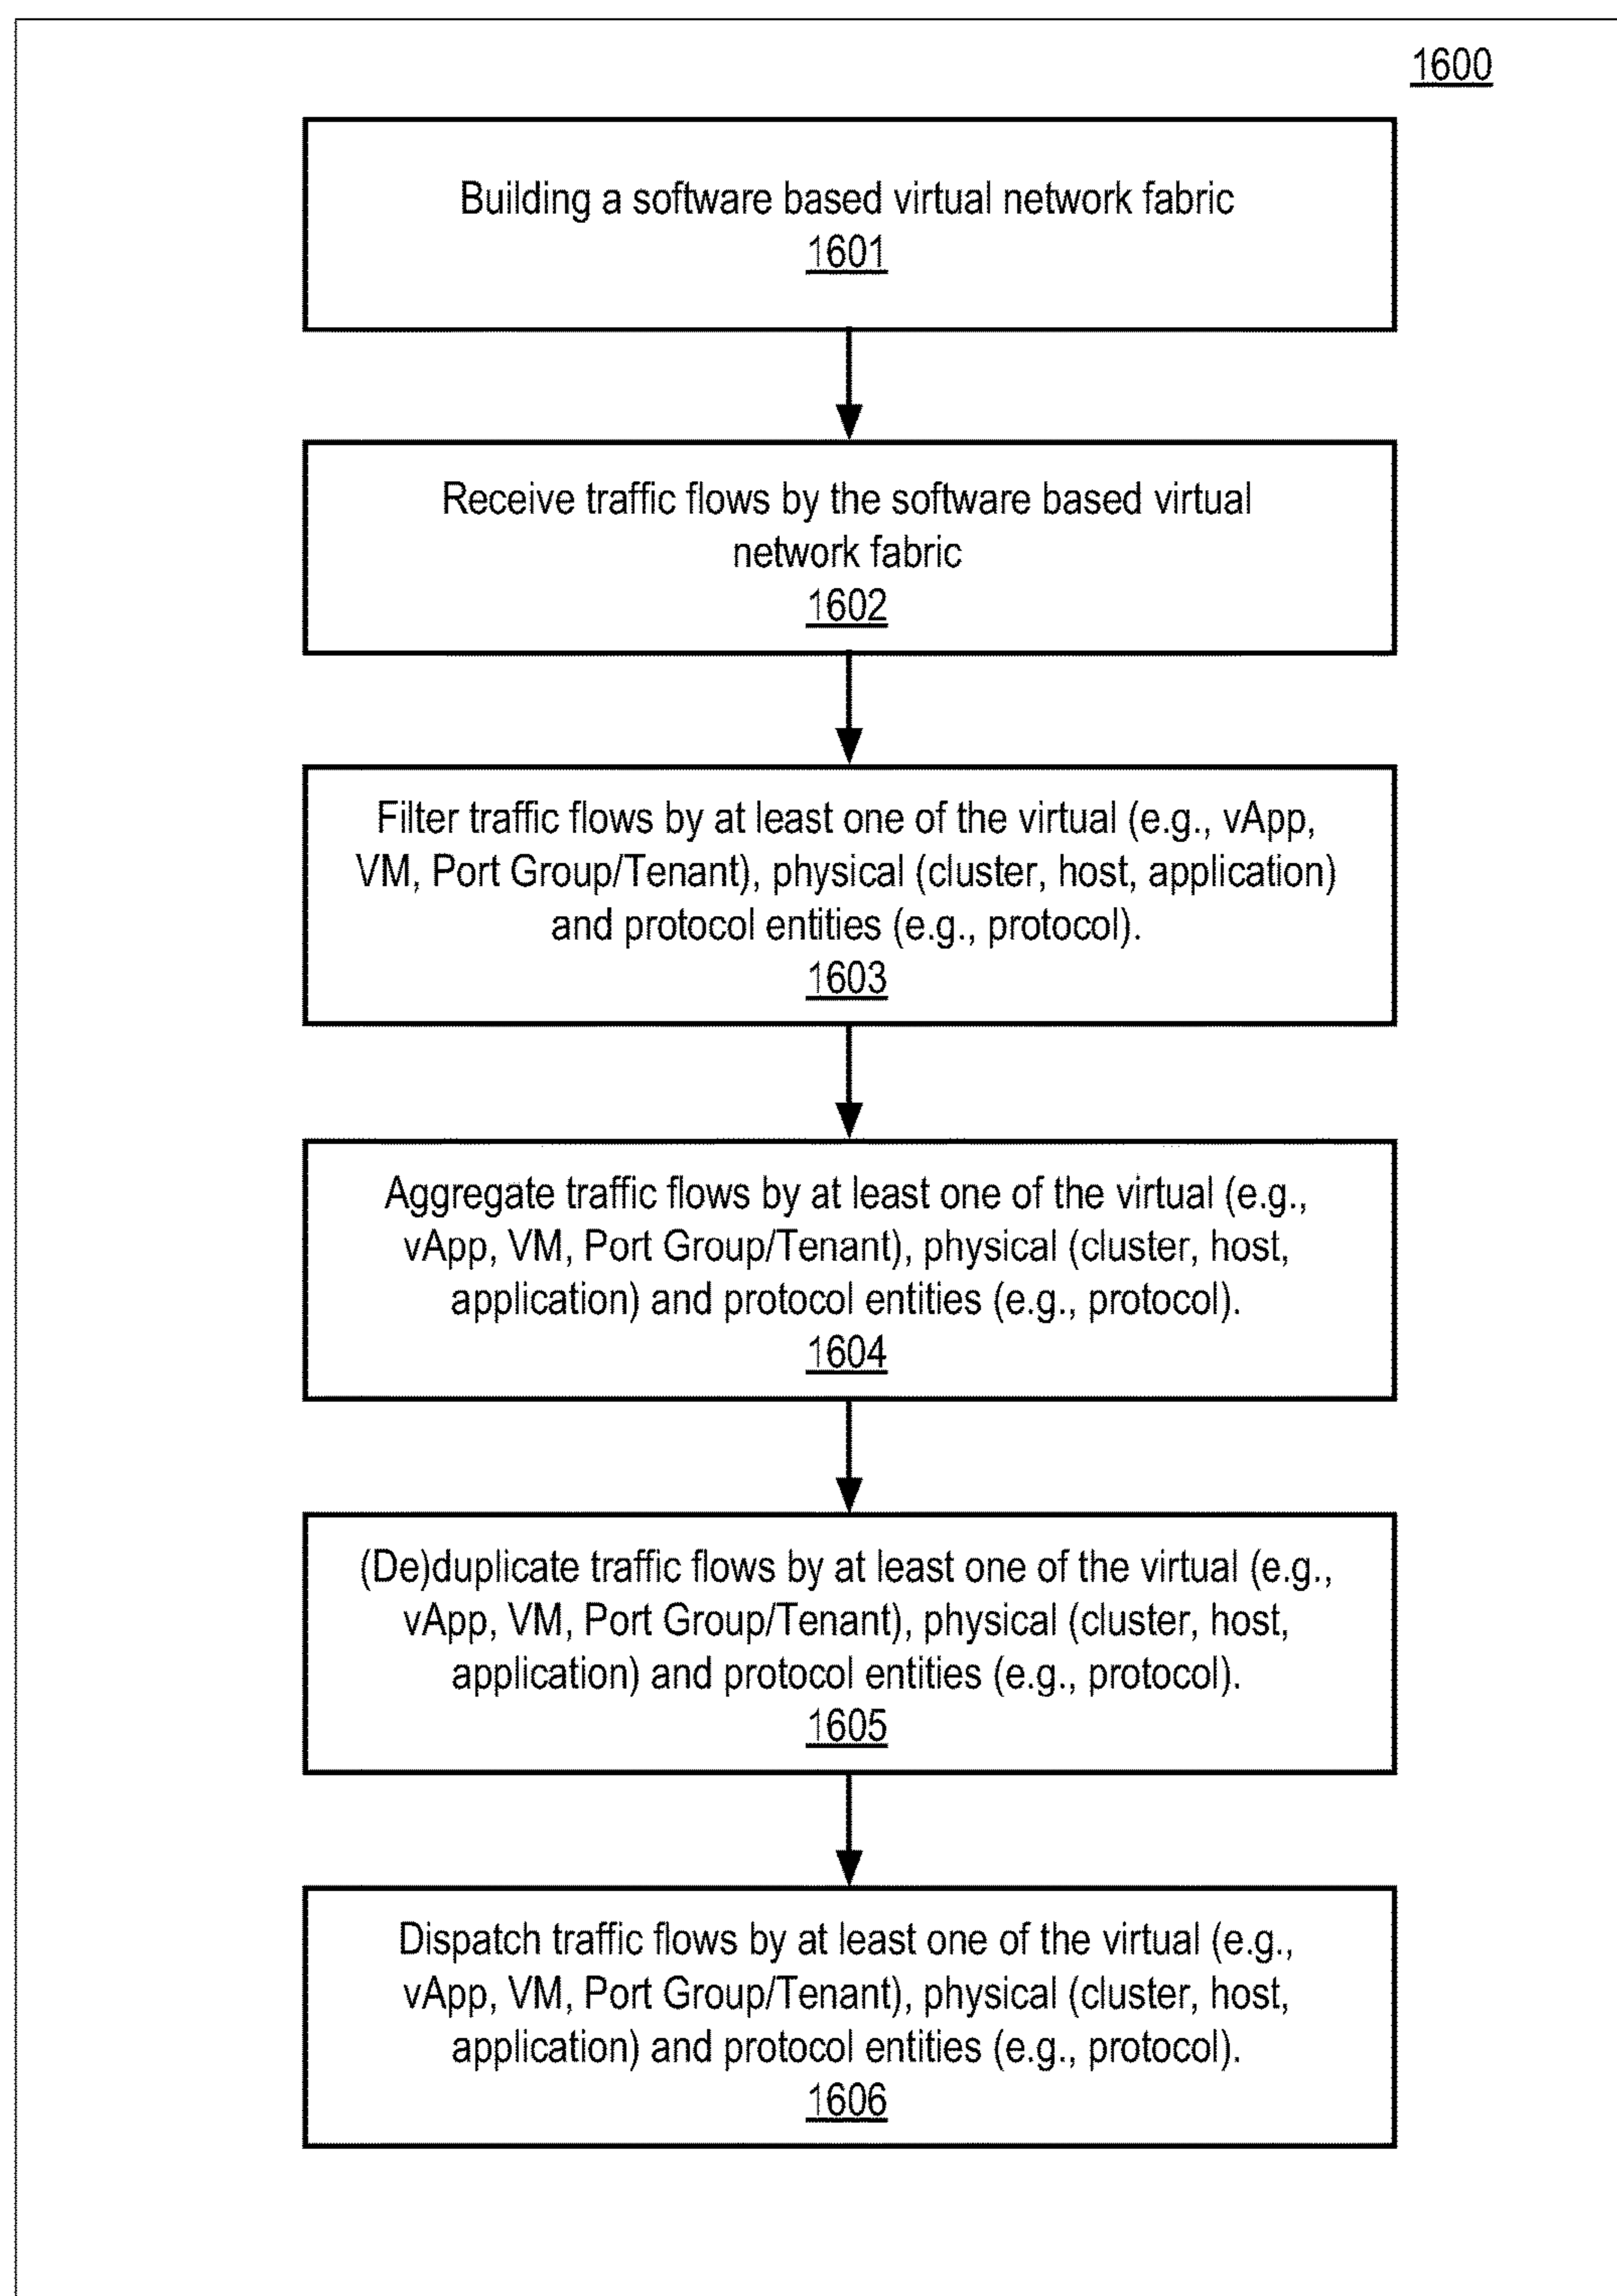 1600
Building a software based virtual network fabric
1601
Receive traffic flows by the software based virtual
network fabric
1602
Filter traffic flows by at least one of the virtual (e.g., vApp,
VM, Port Group/Tenant), physical (cluster, host, application)
and protocol entities (e.g., protocol).
1603
Aggregate traffic flows by at least one of the virtual (e.g.,
vApp, VM, Port Group/Tenant), physical (cluster, host,
application) and protocol entities (e.g., protocol).
1604
(De)duplicate traffic flows by at least one of the virtual (e.g.,
vApp, VM, Port Group/Tenant), physical (cluster, host,
application) and protocol entities (e.g., protocol).
1605
Dispatch traffic flows by at least one of the virtual (e.g.,
vApp, VM, Port Group/Tenant), physical (cluster, host,
application) and protocol entities (e.g., protocol).
1606